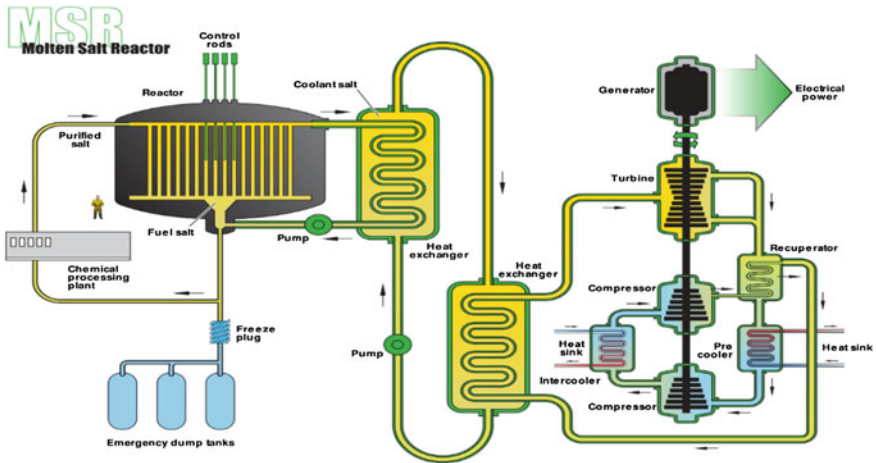 MSR
Molten Salt Reactor
Control
rods
Reactor
Coolant salt
Generator
Electrical
power
Purified
salt
Turbine
Fuel salt
Pump
Heat
exchanger
Heat
exchanger
Recuperator
Chemical
processing
plant
Compressor
Freeze
plug
Pump
Heat
sink
Pre
cooler
Heat sink
Intercooler
Compressor
Emergency dump tanks